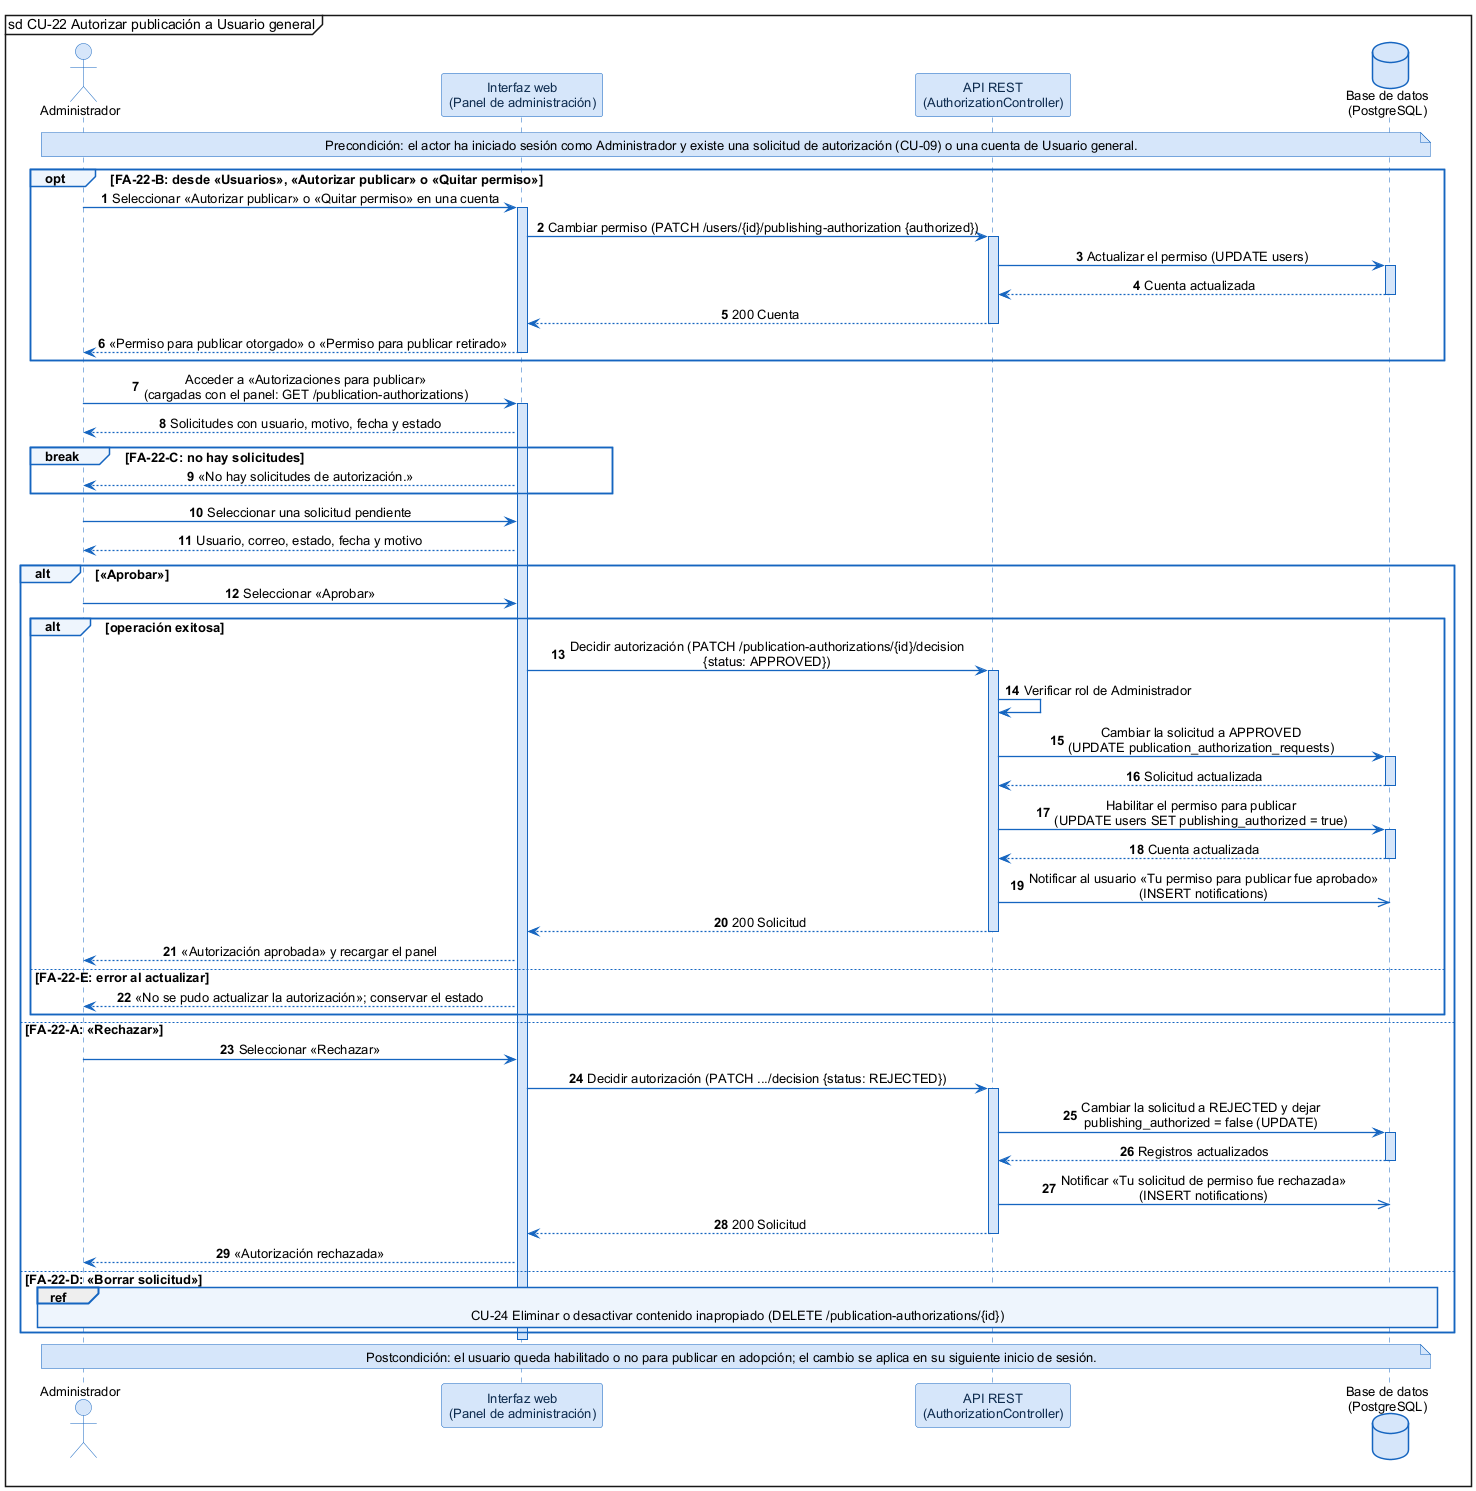 sd CU-22 Autorizar publicación a Usuario general
Administrador
Interfaz web
(Panel de administración)
API REST
(AuthorizationController)
Base de datos
(PostgreSQL)
Precondición: el actor ha iniciado sesión como Administrador y existe una solicitud de autorización (CU-09) o una cuenta de Usuario general.
opt [FA-22-B: desde «Usuarios», «Autorizar publicar» o «Quitar permiso»]
1 Seleccionar «Autorizar publicar» o «Quitar permiso» en una cuenta
2 Cambiar permiso (PATCH /users/{id}/publishing-authorization {authorized})
3 Actualizar el permiso (UPDATE users)
4 Cuenta actualizada
5 200 Cuenta
6 «Permiso para publicar otorgado» o «Permiso para publicar retirado»
7 Acceder a «Autorizaciones para publicar»
(cargadas con el panel: GET /publication-authorizations)
8 Solicitudes con usuario, motivo, fecha y estado
break [FA-22-C: no hay solicitudes]
9 «No hay solicitudes de autorización.»
10 Seleccionar una solicitud pendiente
11 Usuario, correo, estado, fecha y motivo
alt [«Aprobar»]
12 Seleccionar «Aprobar»
alt [operación exitosa]
13 Decidir autorización (PATCH /publication-authorizations/{id}/decision
{status: APPROVED})
14 Verificar rol de Administrador
15 Cambiar la solicitud a APPROVED
(UPDATE publication_authorization_requests)
16 Solicitud actualizada
17 Habilitar el permiso para publicar
(UPDATE users SET publishing_authorized = true)
18 Cuenta actualizada
19 Notificar al usuario «Tu permiso para publicar fue aprobado»
(INSERT notifications)
20 200 Solicitud
21 «Autorización aprobada» y recargar el panel
[FA-22-E: error al actualizar]
22 «No se pudo actualizar la autorización»; conservar el estado
[FA-22-A: «Rechazar»]
23 Seleccionar «Rechazar»
24 Decidir autorización (PATCH .../decision {status: REJECTED})
25 Cambiar la solicitud a REJECTED y dejar
publishing_authorized = false (UPDATE)
26 Registros actualizados
27 Notificar «Tu solicitud de permiso fue rechazada»
(INSERT notifications)
28 200 Solicitud
29 «Autorización rechazada»
[FA-22-D: «Borrar solicitud»]
ref
CU-24 Eliminar o desactivar contenido inapropiado (DELETE /publication-authorizations/{id})
Postcondición: el usuario queda habilitado o no para publicar en adopción; el cambio se aplica en su siguiente inicio de sesión.
Administrador
Interfaz web
(Panel de administración)
API REST
(AuthorizationController)
Base de datos
(PostgreSQL)